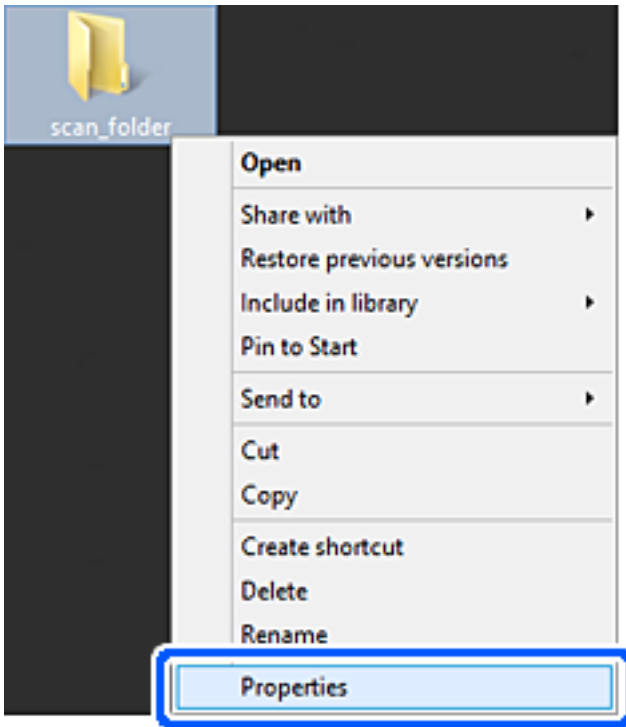 scan_folder
Open
Share with
Restore previous versions
Include in library
Pin to Start
Send to
Cut
Copy
Create shortcut
Delete
Rename
Properties